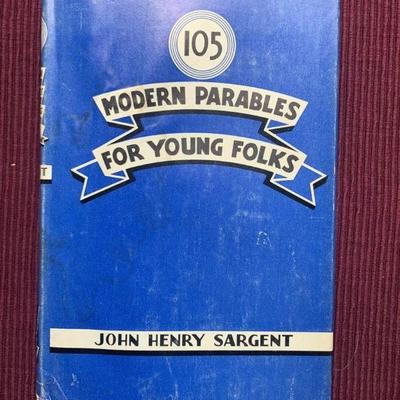 105
MODERN PARABLES
FOR YOUNG FOLKS
JOHN HENRY SARGENT
T